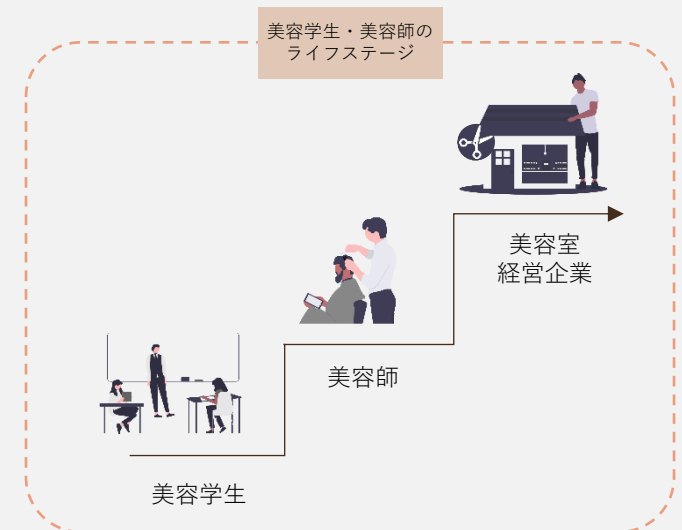 美容学生・美容師の
ライフステージ
美容室
経営企業
美容師
美容学生